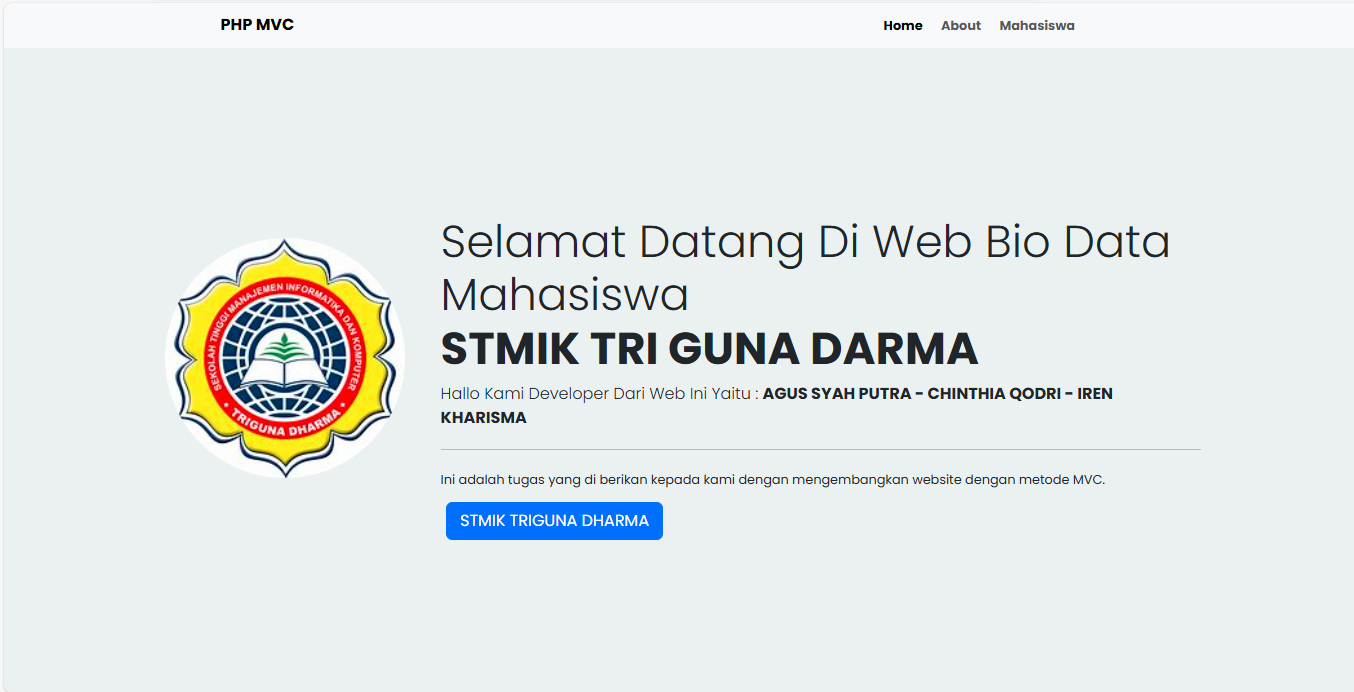 PHP MVC
Home About Mahasiswa
Selamat Datang Di Web Bio Data
Mahasiswa
STMIK TRI GUNA DARMA
Hallo Kami Developer Dari Web Ini Yaitu : AGUS SYAH PUTRA - CHINTHIA QODRI - IREN
KHARISMA
Ini adalah tugas yang di berikan kepada kami dengan mengembangkan website dengan metode MVC.
STMIK TRIGUNA DHARMA
SEKOLAH TINGGI MANAJEMEN INFORMATIKA DAN KOMPUTER
• TRIGUNA DHARMA •